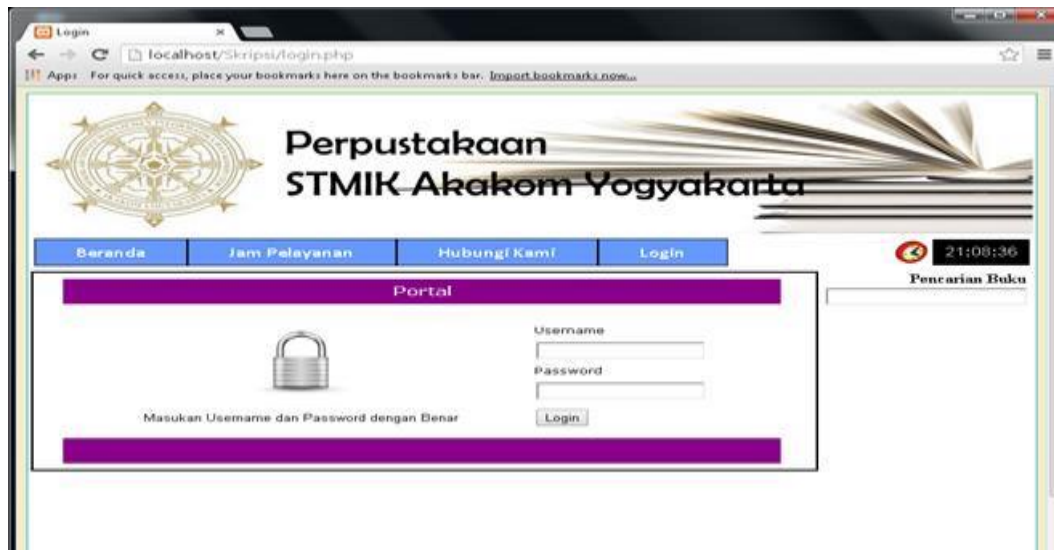 Login
localhost/Skripsi/login.php
Apps For quick access, place your bookmarks here on the bookmarks bar. Import bookmarks now...
Perpustakaan
STMIK Akakom Yogyakarta
Beranda Jam Pelayanan Hubungi Kami Login
21:08:36
Pencarian Buku
Portal
Username
Password
Masukan Username dan Password dengan Benar
Login